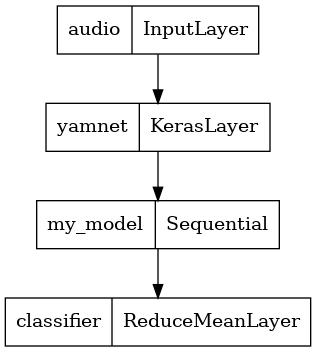 audio InputLayer
yamnet KerasLayer
my_model Sequential
classifier ReduceMeanLayer